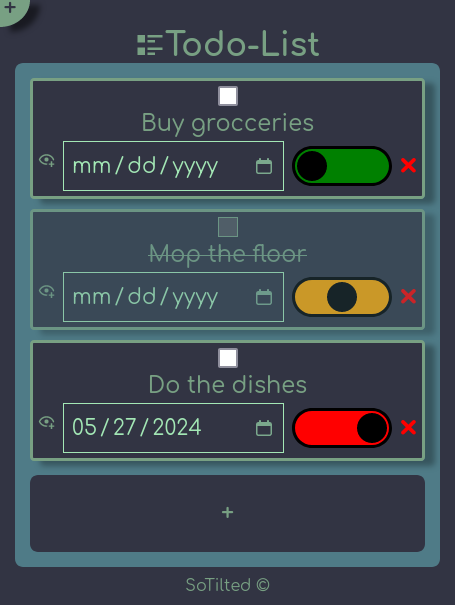 +
Todo-List
Buy grocceries
mm/dd/yyyy
Mop the floor
mm/dd/yyyy
Do the dishes
05/27/2024
+
SoTilted ©